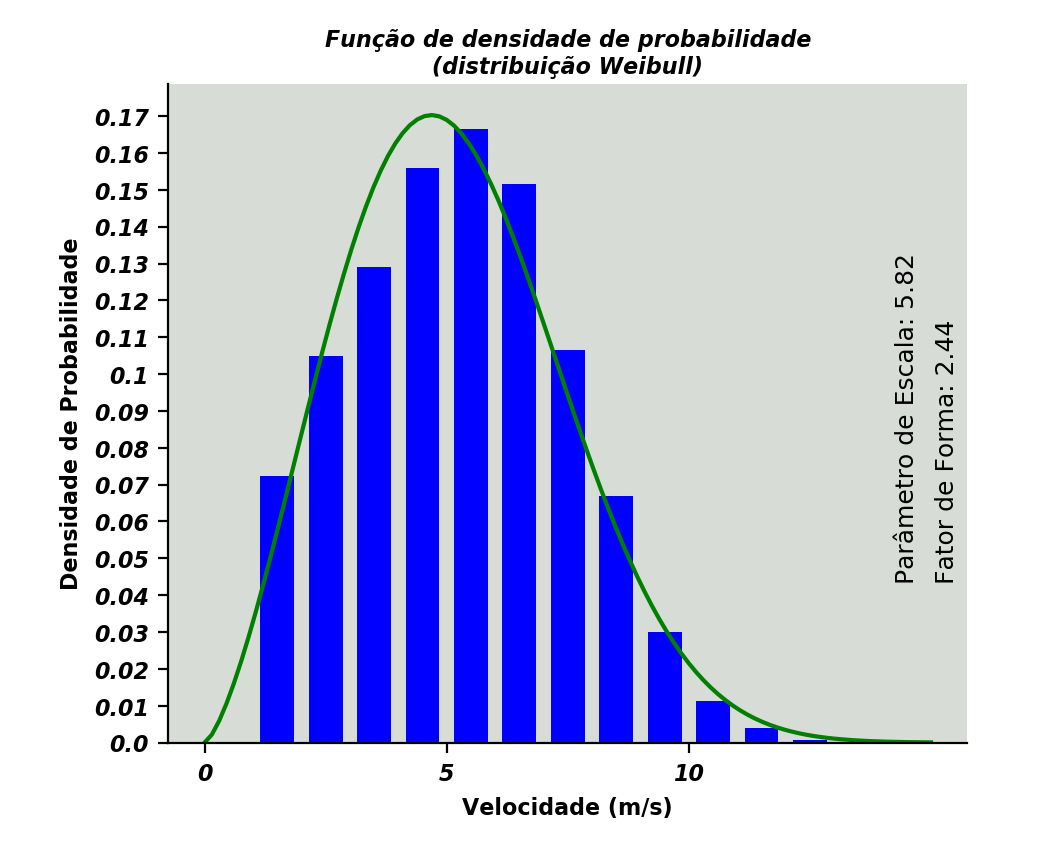 Função de densidade de probabilidade
(distribuição Weibull)
Densidade de Probabilidade
0.17
0.16
0.15
0.14
0.13
0.12
0.11
0.1
0.09
0.08
0.07
0.06
0.05
0.04
0.03
0.02
0.01
0.0
0 5 10
Velocidade (m/s)
Parâmetro de Escala: 5.82
Fator de Forma: 2.44